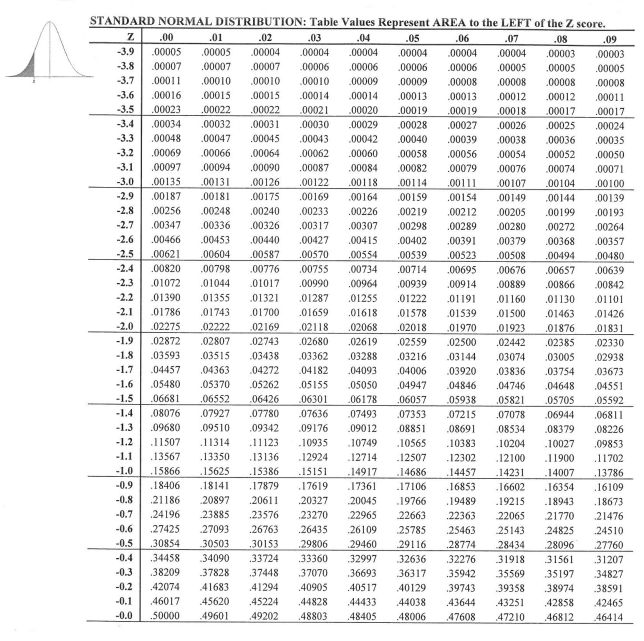 STANDARD NORMAL DISTRIBUTION: Table Values Represent AREA to the LEFT of the Z score.
Z .00 .01 .02 .03 .04 .05 .06 .07 .08 .09
-3.9 .00005 .00005 .00004 .00004 .00004 .00004 .00004 .00004 .00003 .00003
-3.8 .00007 .00007 .00007 .00006 .00006 .00006 .00006 .00005 .00005 .00005
-3.7 .00011 .00010 .00010 .00010 .00009 .00009 .00008 .00008 .00008 .00008
-3.6 .00016 .00015 .00015 .00014 .00014 .00013 .00013 .00012 .00012 .00011
-3.5 .00023 .00022 .00022 .00021 .00020 .00019 .00019 .00018 .00017 .00017
-3.4 .00034 .00032 .00031 .00030 .00029 .00028 .00027 .00026 .00025 .00024
-3.3 .00048 .00047 .00045 .00043 .00042 .00040 .00039 .00038 .00036 .00035
-3.2 .00069 .00066 .00064 .00062 .00060 .00058 .00056 .00054 .00052 .00050
-3.1 .00097 .00094 .00090 .00087 .00084 .00082 .00079 .00076 .00074 .00071
-3.0 .00135 .00131 .00126 .00122 .00118 .00114 .00111 .00107 .00104 .00100
-2.9 .00187 .00181 .00175 .00169 .00164 .00159 .00154 .00149 .00144 .00139
-2.8 .00256 .00248 .00240 .00233 .00226 .00219 .00212 .00205 .00199 .00193
-2.7 .00347 .00336 .00326 .00317 .00307 .00298 .00289 .00280 .00272 .00264
-2.6 .00466 .00453 .00440 .00427 .00415 .00402 .00391 .00379 .00368 .00357
-2.5 .00621 .00604 .00587 .00570 .00554 .00539 .00523 .00508 .00494 .00480
-2.4 .00820 .00798 .00776 .00755 .00734 .00714 .00695 .00676 .00657 .00639
-2.3 .01072 .01044 .01017 .00990 .00964 .00939 .00914 .00889 .00866 .00842
-2.2 .01390 .01355 .01321 .01287 .01255 .01222 .01191 .01160 .01130 .01101
-2.1 .01786 .01743 .01700 .01659 .01618 .01578 .01539 .01500 .01463 .01426
-2.0 .02275 .02222 .02169 .02118 .02068 .02018 .01970 .01923 .01876 .01831
-1.9 .02872 .02807 .02743 .02680 .02619 .02559 .02500 .02442 .02385 .02330
-1.8 .03593 .03515 .03438 .03362 .03288 .03216 .03144 .03074 .03005 .02938
-1.7 .04457 .04363 .04272 .04182 .04093 .04006 .03920 .03836 .03754 .03673
-1.6 .05480 .05370 .05262 .05155 .05050 .04947 .04846 .04746 .04648 .04551
-1.5 .06681 .06552 .06426 .06301 .06178 .06057 .05938 .05821 .05705 .05592
-1.4 .08076 .07927 .07780 .07636 .07493 .07353 .07215 .07078 .06944 .06811
-1.3 .09680 .09510 .09342 .09176 .09012 .08851 .08691 .08534 .08379 .08226
-1.2 .11507 .11314 .11123 .10935 .10749 .10565 .10383 .10204 .10027 .09853
-1.1 .13567 .13350 .13136 .12924 .12714 .12507 .12302 .12100 .11900 .11702
-1.0 .15866 .15625 .15386 .15151 .14917 .14686 .14457 .14231 .14007 .13786
-0.9 .18406 .18141 .17879 .17619 .17361 .17106 .16853 .16602 .16354 .16109
-0.8 .21186 .20897 .20611 .20327 .20045 .19766 .19489 .19215 .18943 .18673
-0.7 .24196 .23885 .23576 .23270 .22965 .22663 .22363 .22065 .21770 .21476
-0.6 .27425 .27093 .26763 .26435 .26109 .25785 .25463 .25143 .24825 .24510
-0.5 .30854 .30503 .30153 .29806 .29460 .29116 .28774 .28434 .28096 .27760
-0.4 .34458 .34090 .33724 .33360 .32997 .32636 .32276 .31918 .31561 .31207
-0.3 .38209 .37828 .37448 .37070 .36693 .36317 .35942 .35569 .35197 .34827
-0.2 .42074 .41683 .41294 .40905 .40517 .40129 .39743 .39358 .38974 .38591
-0.1 .46017 .45620 .45224 .44828 .44433 .44038 .43644 .43251 .42858 .42465
-0.0 .50000 .49601 .49202 .48803 .48405 .48006 .47608 .47210 .46812 .46414